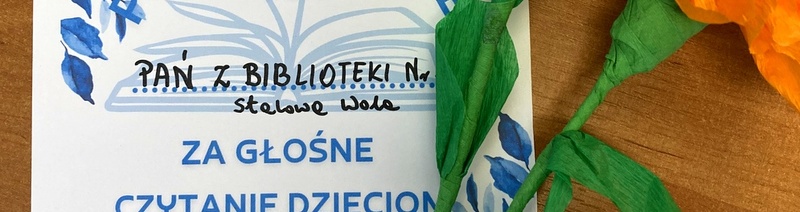 PAŃ Z BIBLIOTEKI Nr
Stalowa Wola
ZA GŁOŚNE
CZYTANIE DZIECIOM